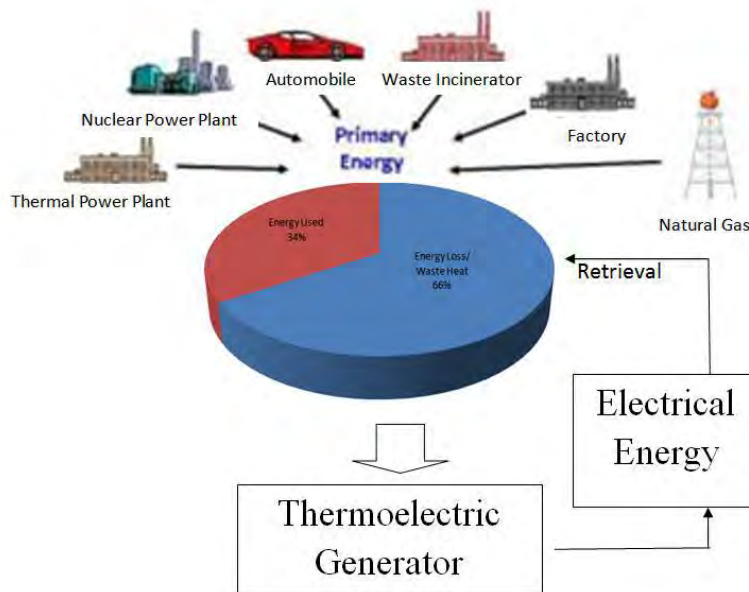 Automobile
Waste Incinerator
Nuclear Power Plant
Primary
Energy
Factory
Thermal Power Plant
Natural Gas
Energy Used
34%
Energy Loss/
Waste Heat
66%
Retrieval
Electrical
Energy
Thermoelectric
Generator